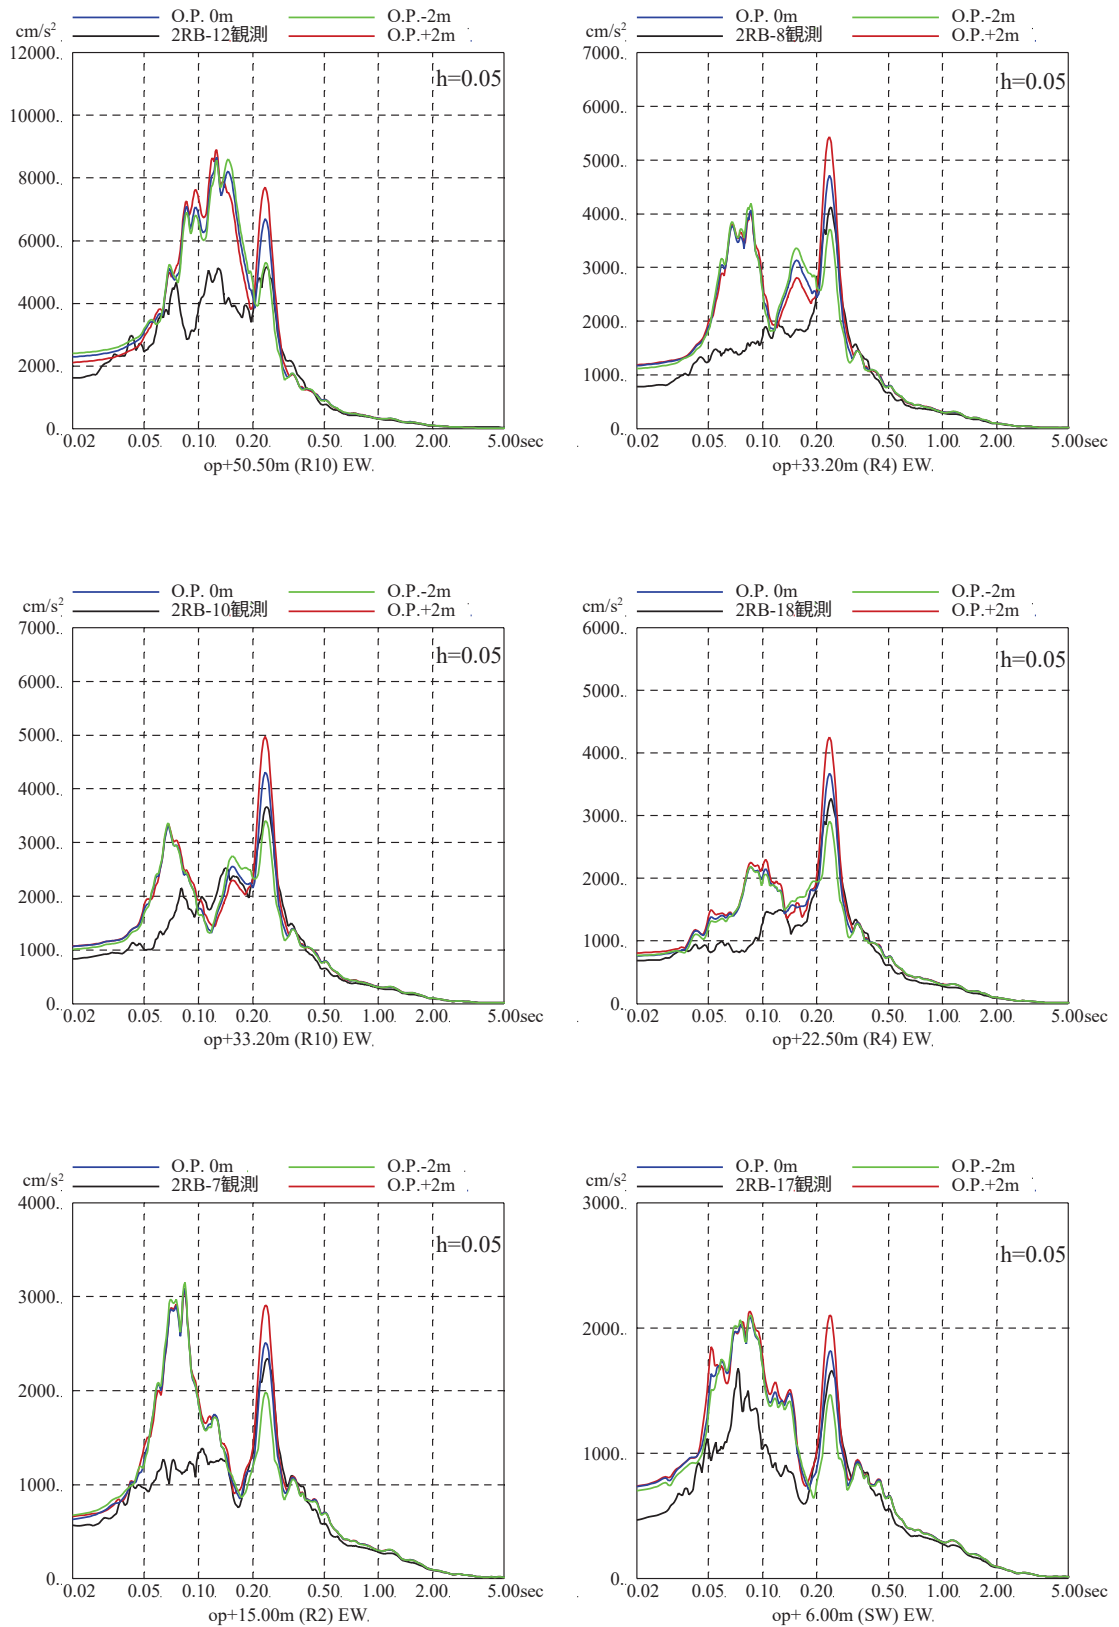 O.P. 0m O.P.-2m
cm/s² 2RB-12観測 O.P.+2m
12000.
h=0.05
10000.
8000.
6000.
4000.
2000.
0.
0.02 0.05. 0.10. 0.20. 0.50. 1.00. 2.00. 5.00sec
op+50.50m (R10) EW.
O.P. 0m O.P.-2m
cm/s² 2RB-8観測 O.P.+2m
7000.
h=0.05
6000.
5000.
4000.
3000.
2000.
1000.
0.
0.02 0.05. 0.10. 0.20. 0.50. 1.00. 2.00. 5.00sec
op+33.20m (R4) EW.
O.P. 0m O.P.-2m
cm/s² 2RB-10観測 O.P.+2m
7000.
h=0.05
6000.
5000.
4000.
3000.
2000.
1000.
0.
0.02 0.05. 0.10. 0.20. 0.50. 1.00. 2.00. 5.00sec
op+33.20m (R10) EW.
O.P. 0m O.P.-2m
cm/s² 2RB-18観測 O.P.+2m
6000.
h=0.05
5000.
4000.
3000.
2000.
1000.
0.
0.02 0.05. 0.10. 0.20. 0.50. 1.00. 2.00. 5.00sec
op+22.50m (R4) EW.
O.P. 0m O.P.-2m
cm/s² 2RB-7観測 O.P.+2m
4000.
h=0.05
3000.
2000.
1000.
0.
0.02 0.05. 0.10. 0.20. 0.50. 1.00. 2.00. 5.00sec
op+15.00m (R2) EW.
O.P. 0m O.P.-2m
cm/s² 2RB-17観測 O.P.+2m
3000.
h=0.05
2000.
1000.
0.
0.02 0.05. 0.10. 0.20. 0.50. 1.00. 2.00. 5.00sec
op+ 6.00m (SW) EW.